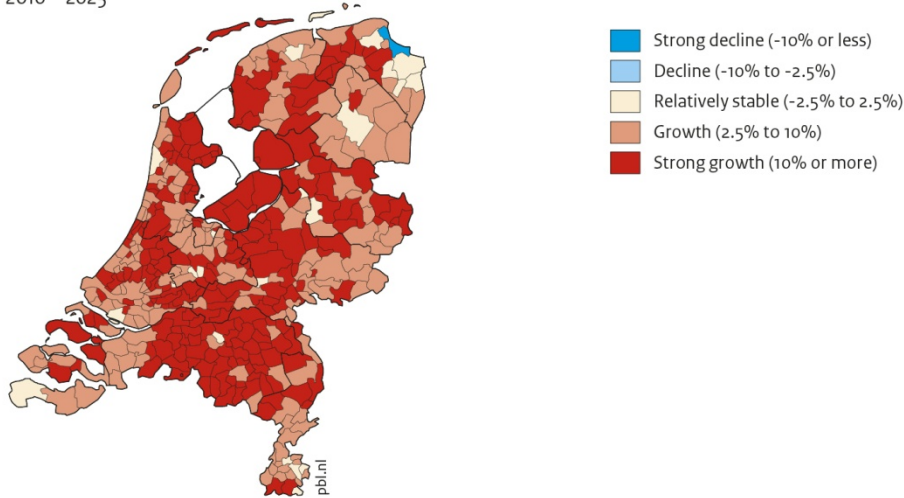 Strong decline (-10% or less)
Decline (-10% to -2.5%)
Relatively stable (-2.5% to 2.5%)
Growth (2.5% to 10%)
Strong growth (10% or more)
pbl.nl